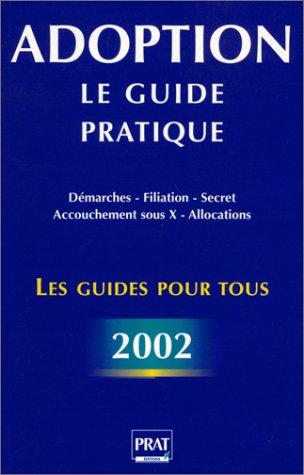 ADOPTION
LE GUIDE
PRATIQUE
Démarches - Filiation - Secret
Accouchement sous X - Allocations
LES GUIDES POUR TOUS
2002
PRAT
ÉDITIONS